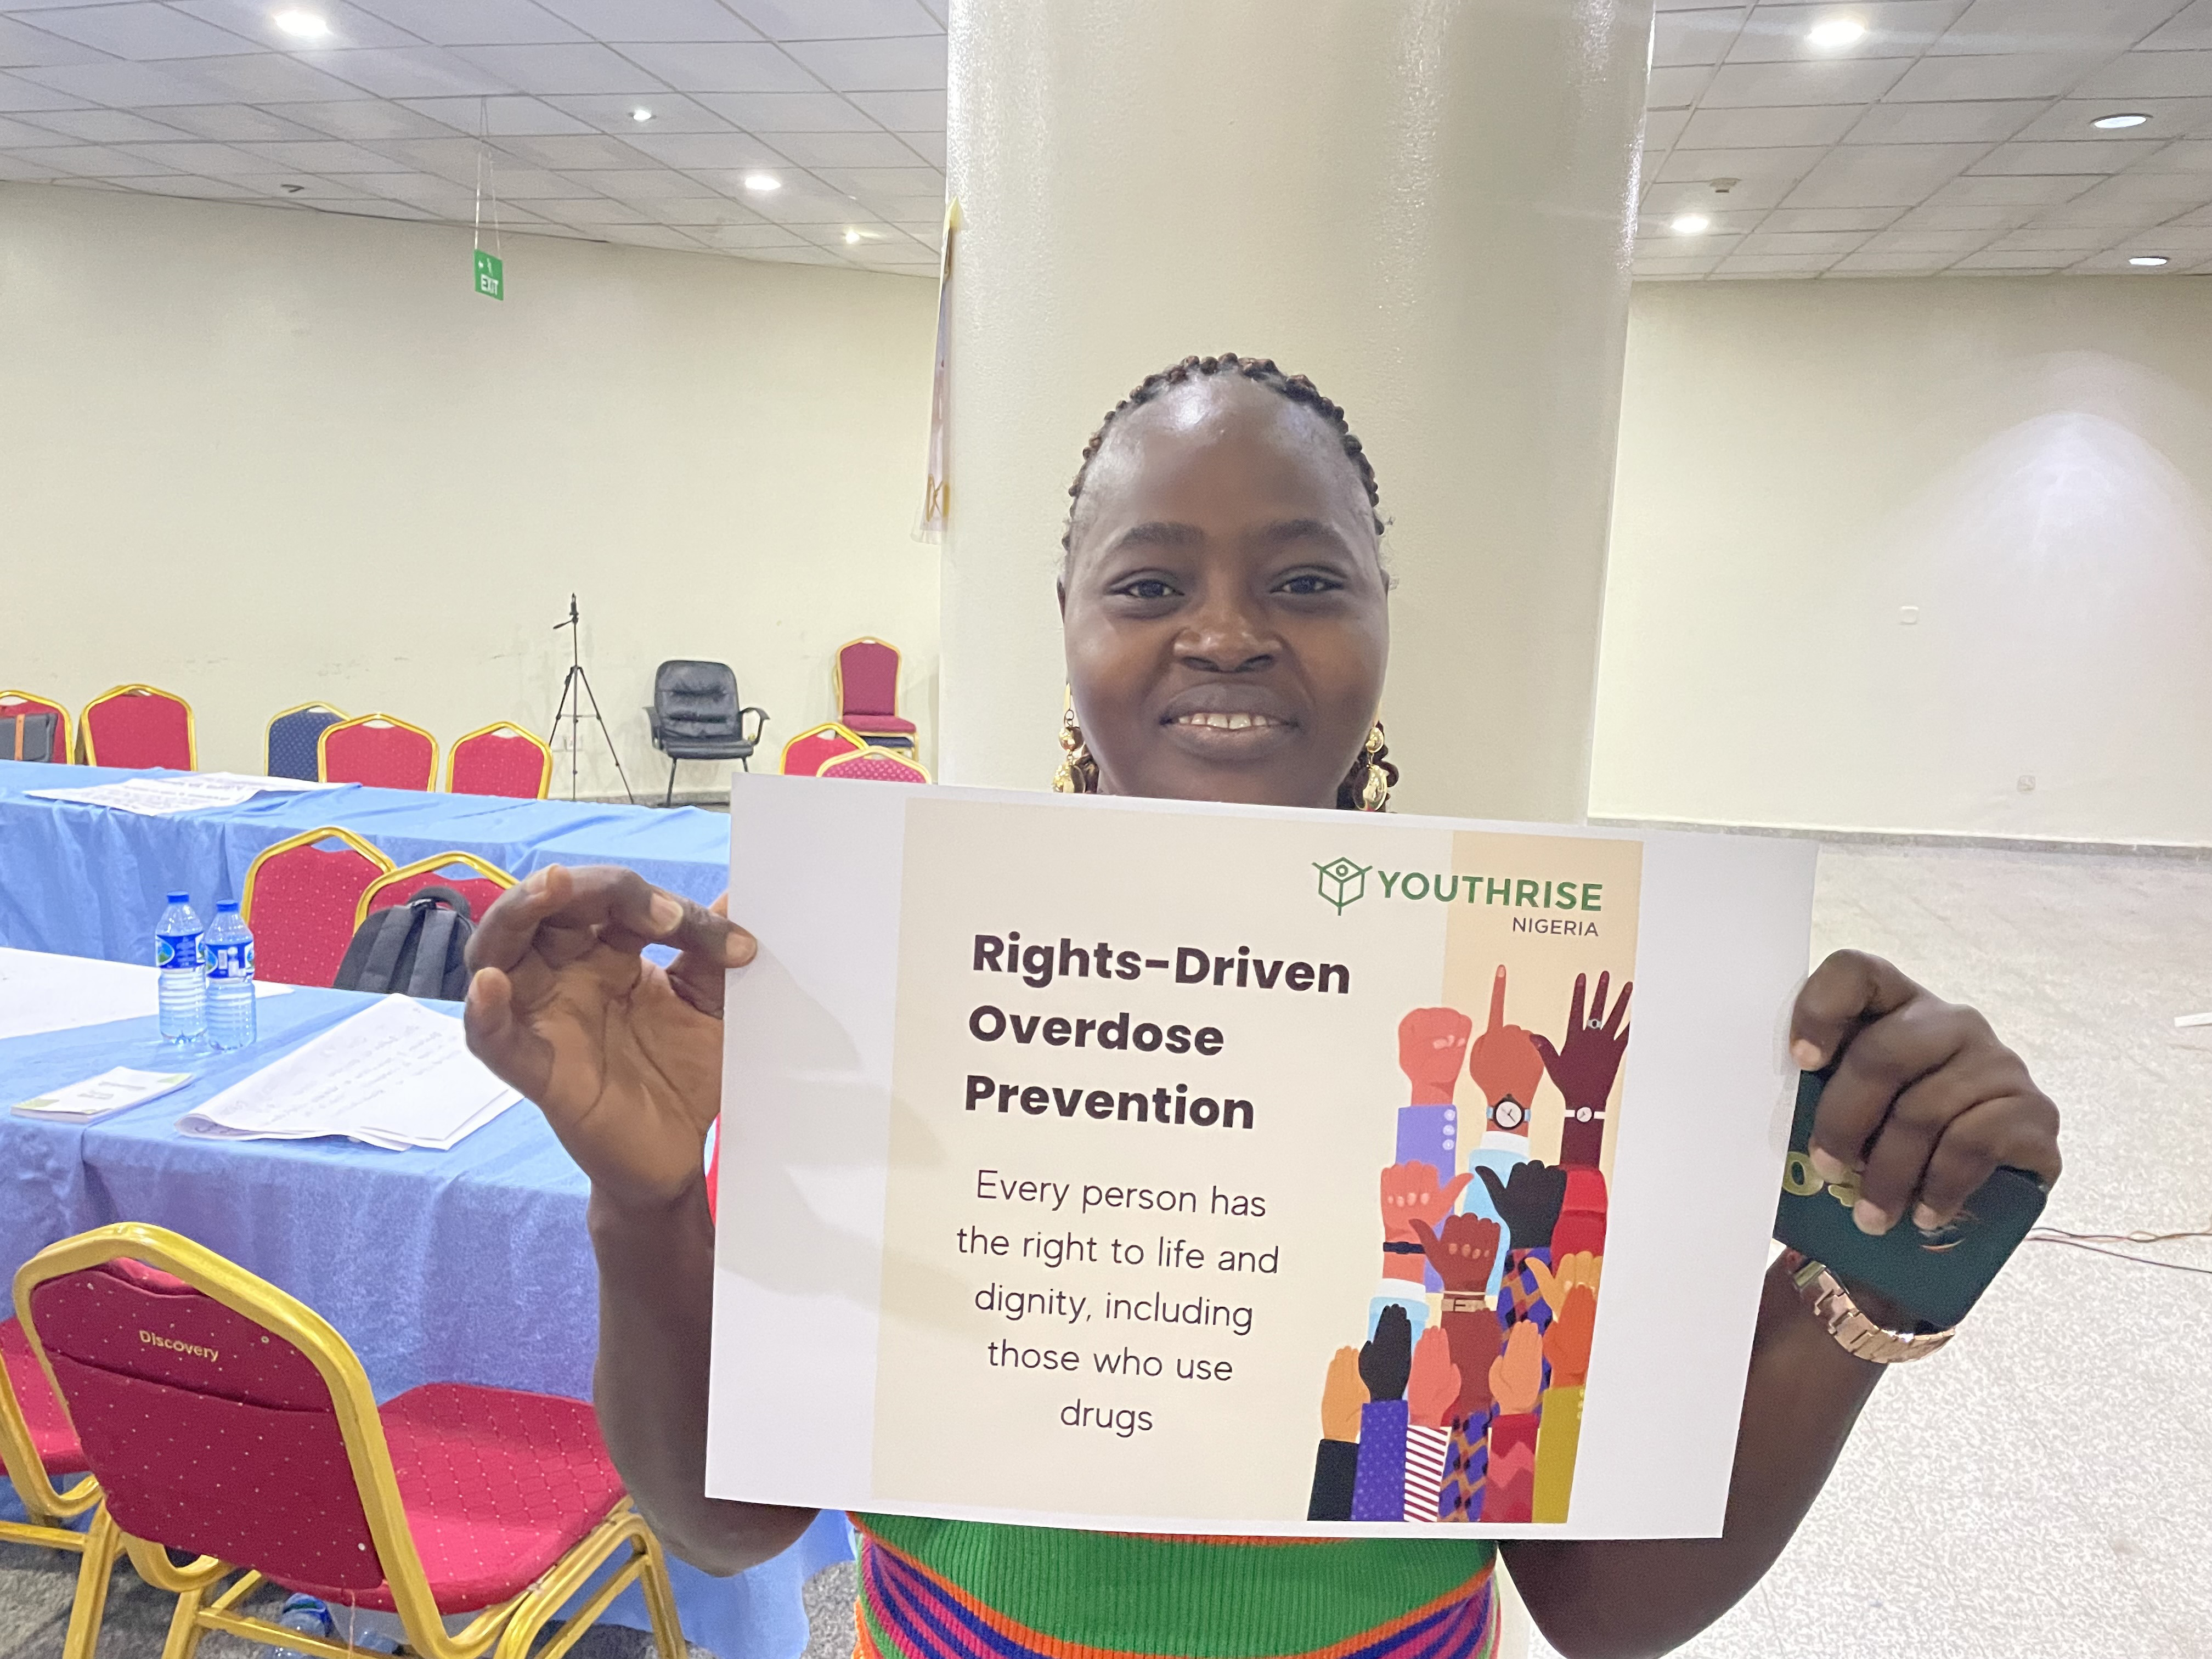 EXIT
YOUTHRISE
NIGERIA
Rights-Driven
Overdose
Prevention
Every person has
the right to life and
dignity, including
those who use
drugs
Discovery